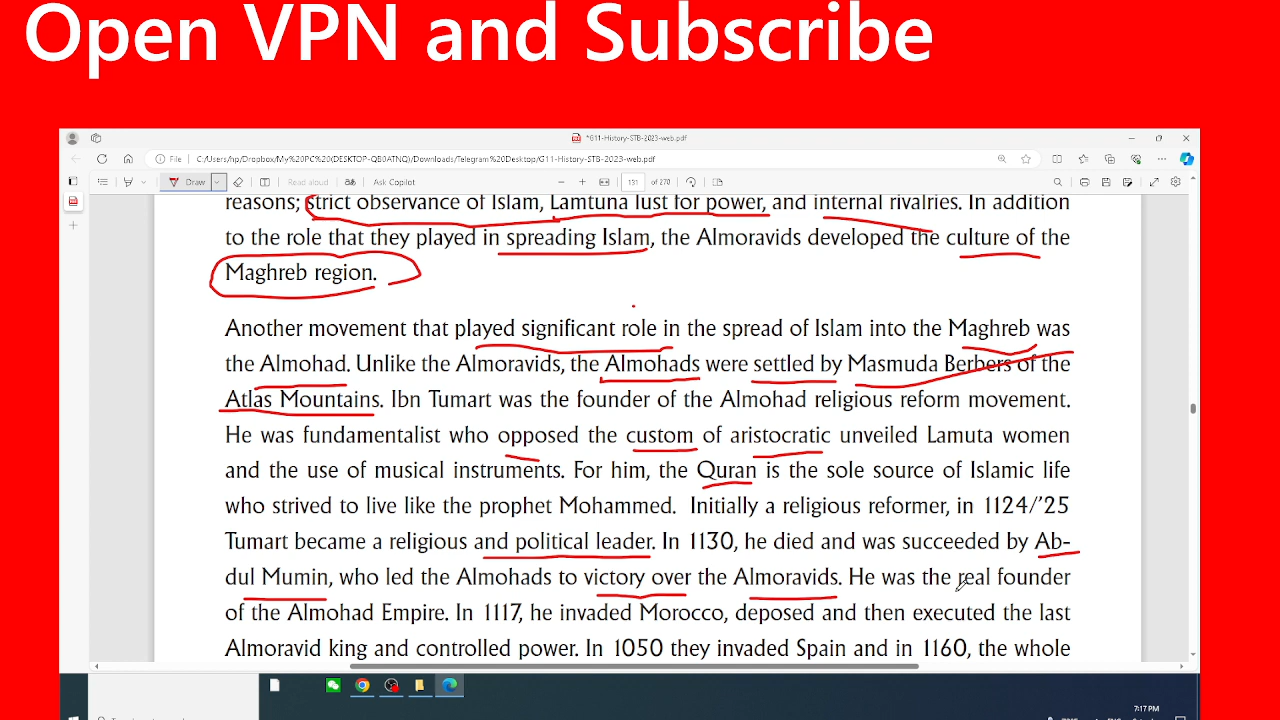 Open VPN and Subscribe
*G11-History-STB-2023-web.pdf
File C:/Users/hp/Dropbox/My%20PC%20(DESKTOP-QB0ATNQ)/Downloads/Telegram%20Desktop/G11-History-STB-2023-web.pdf
Draw Read aloud Ask Copilot 131 of 270
reasons; strict observance of Islam, Lamtuna lust for power, and internal rivalries. In addition
to the role that they played in spreading Islam, the Almoravids developed the culture of the
Maghreb region.
Another movement that played significant role in the spread of Islam into the Maghreb was
the Almohad. Unlike the Almoravids, the Almohads were settled by Masmuda Berbers of the
Atlas Mountains. Ibn Tumart was the founder of the Almohad religious reform movement.
He was fundamentalist who opposed the custom of aristocratic unveiled Lamuta women
and the use of musical instruments. For him, the Quran is the sole source of Islamic life
who strived to live like the prophet Mohammed. Initially a religious reformer, in 1124/’25
Tumart became a religious and political leader. In 1130, he died and was succeeded by Ab-
dul Mumin, who led the Almohads to victory over the Almoravids. He was the real founder
of the Almohad Empire. In 1117, he invaded Morocco, deposed and then executed the last
Almoravid king and controlled power. In 1050 they invaded Spain and in 1160, the whole
7:17 PM